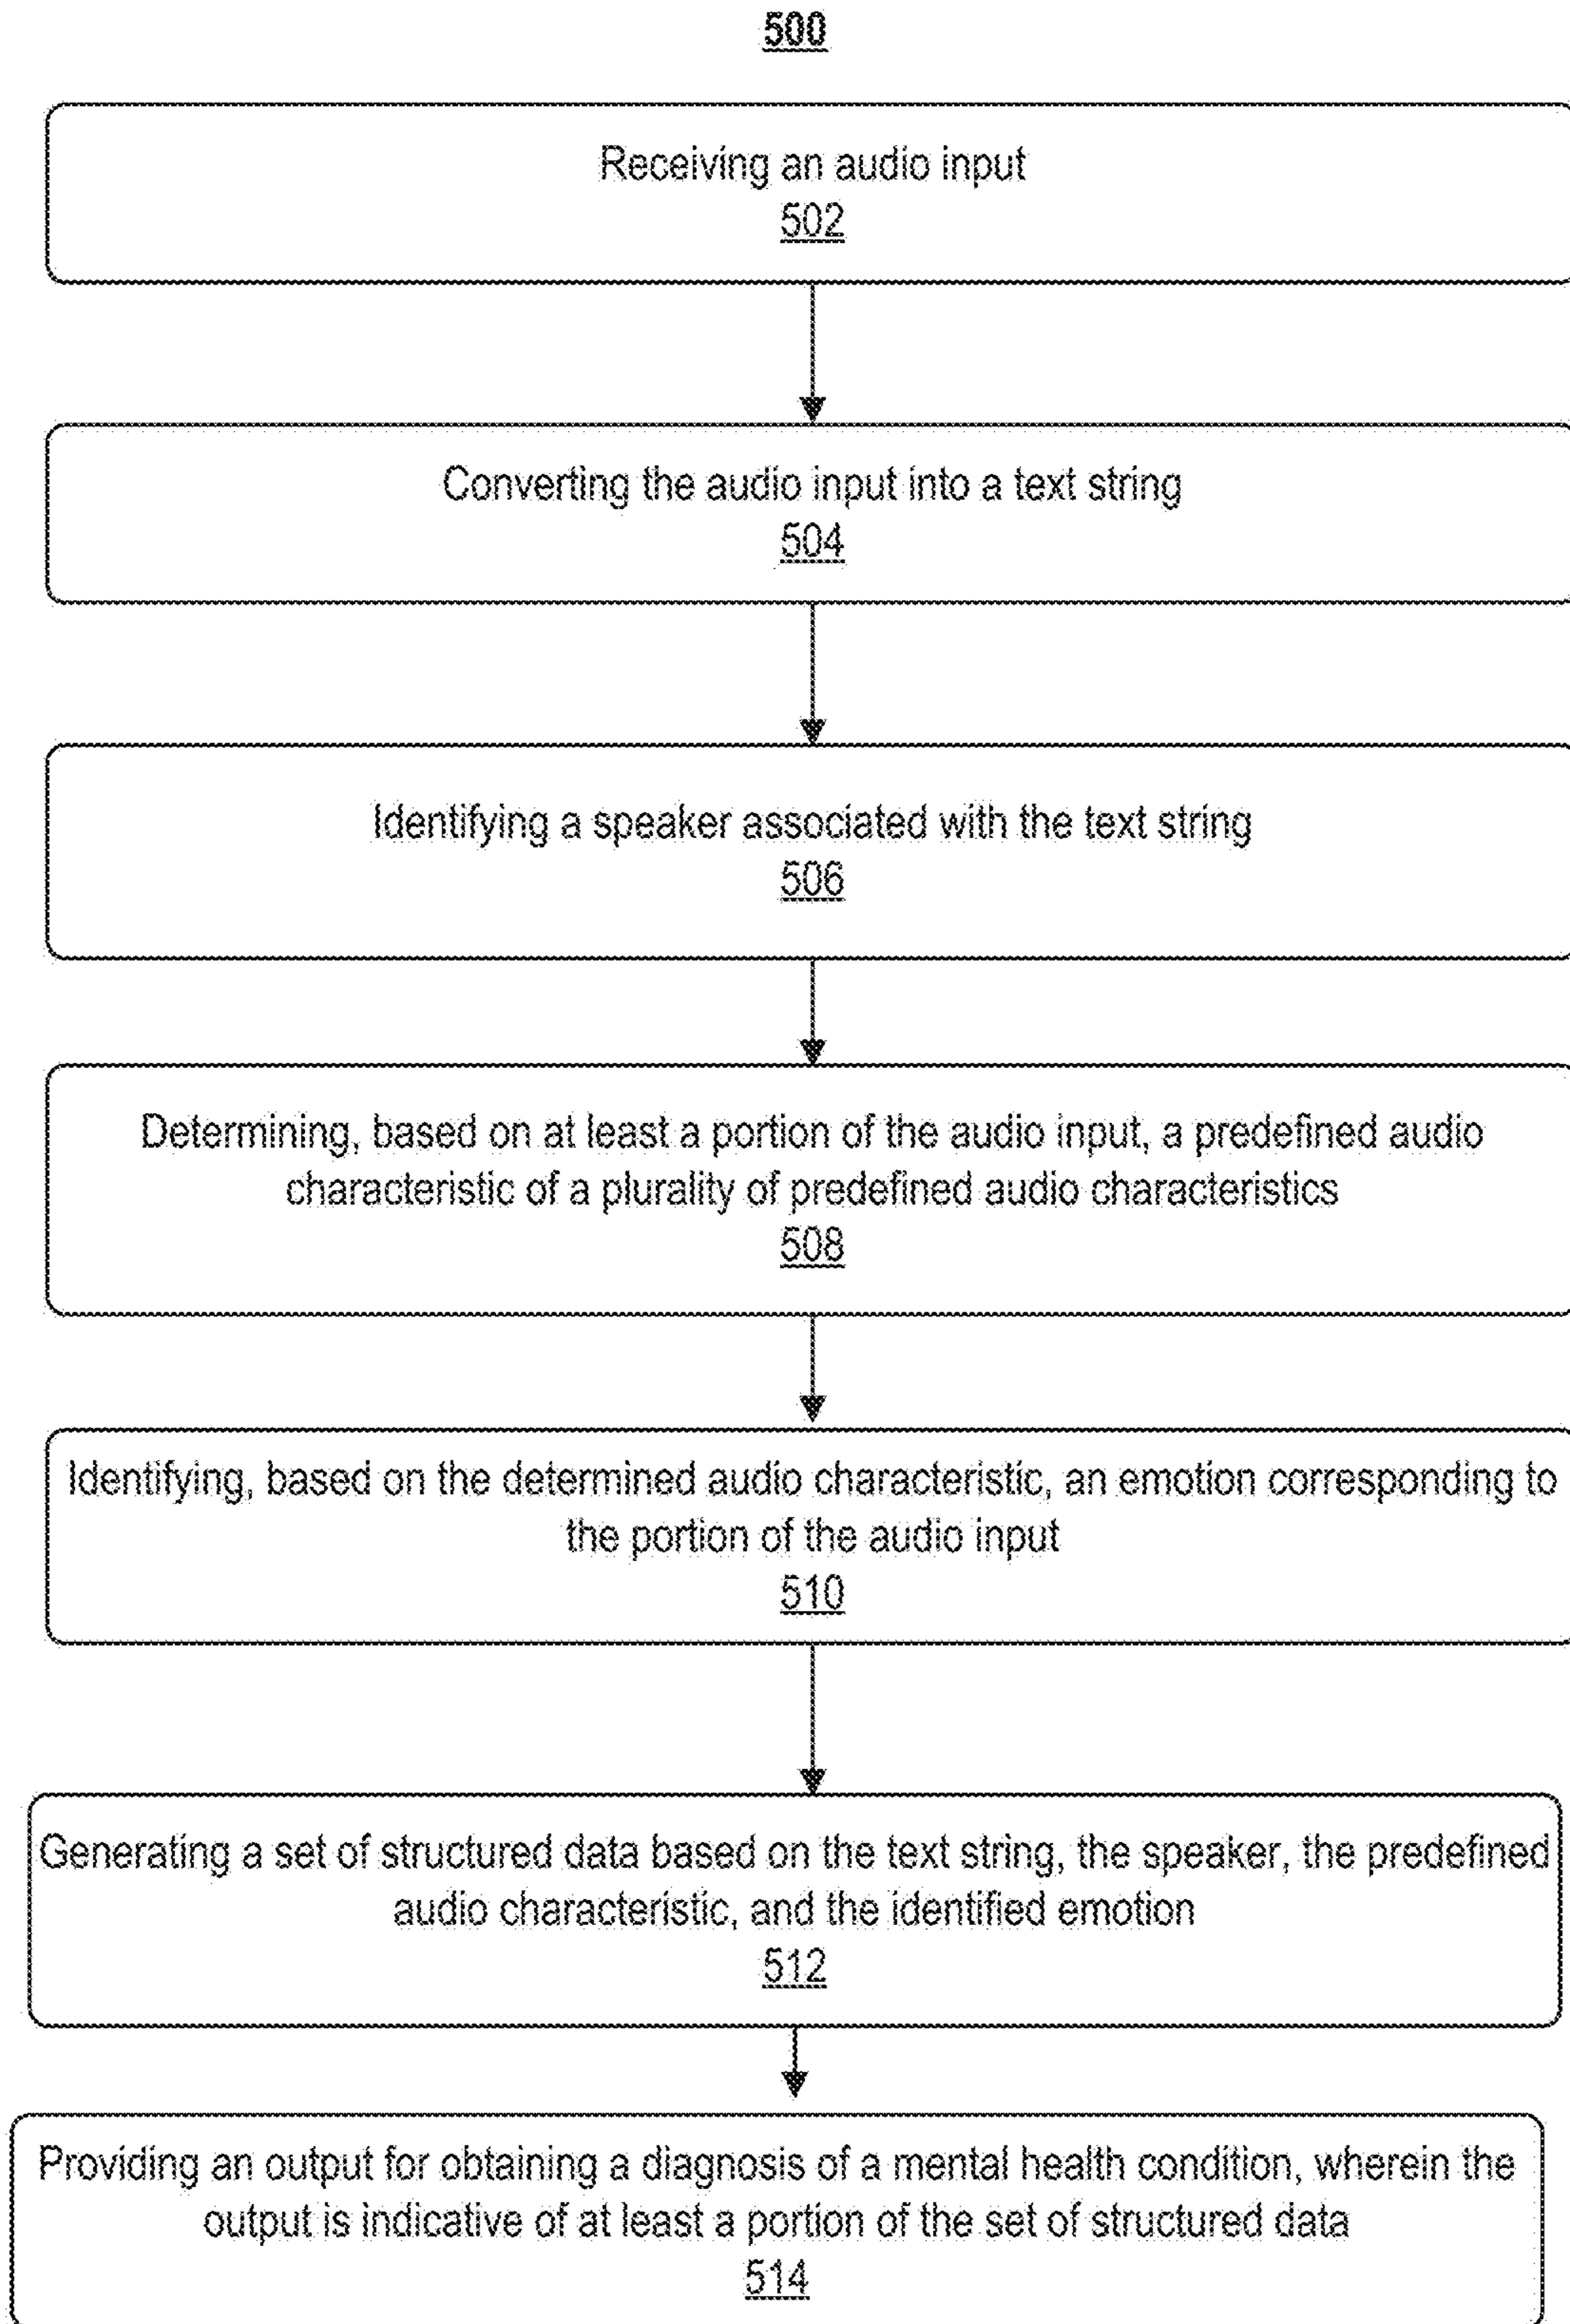 500
Receiving an audio input
502
Converting the audio input into a text string
504
Identifying a speaker associated with the text string
506
Determining, based on at least a portion of the audio input, a predefined audio
characteristic of a plurality of predefined audio characteristics
508
Identifying, based on the determined audio characteristic, an emotion corresponding to
the portion of the audio input
510
Generating a set of structured data based on the text string, the speaker, the predefined
audio characteristic, and the identified emotion
512
Providing an output for obtaining a diagnosis of a mental health condition, wherein the
output is indicative of at least a portion of the set of structured data
514